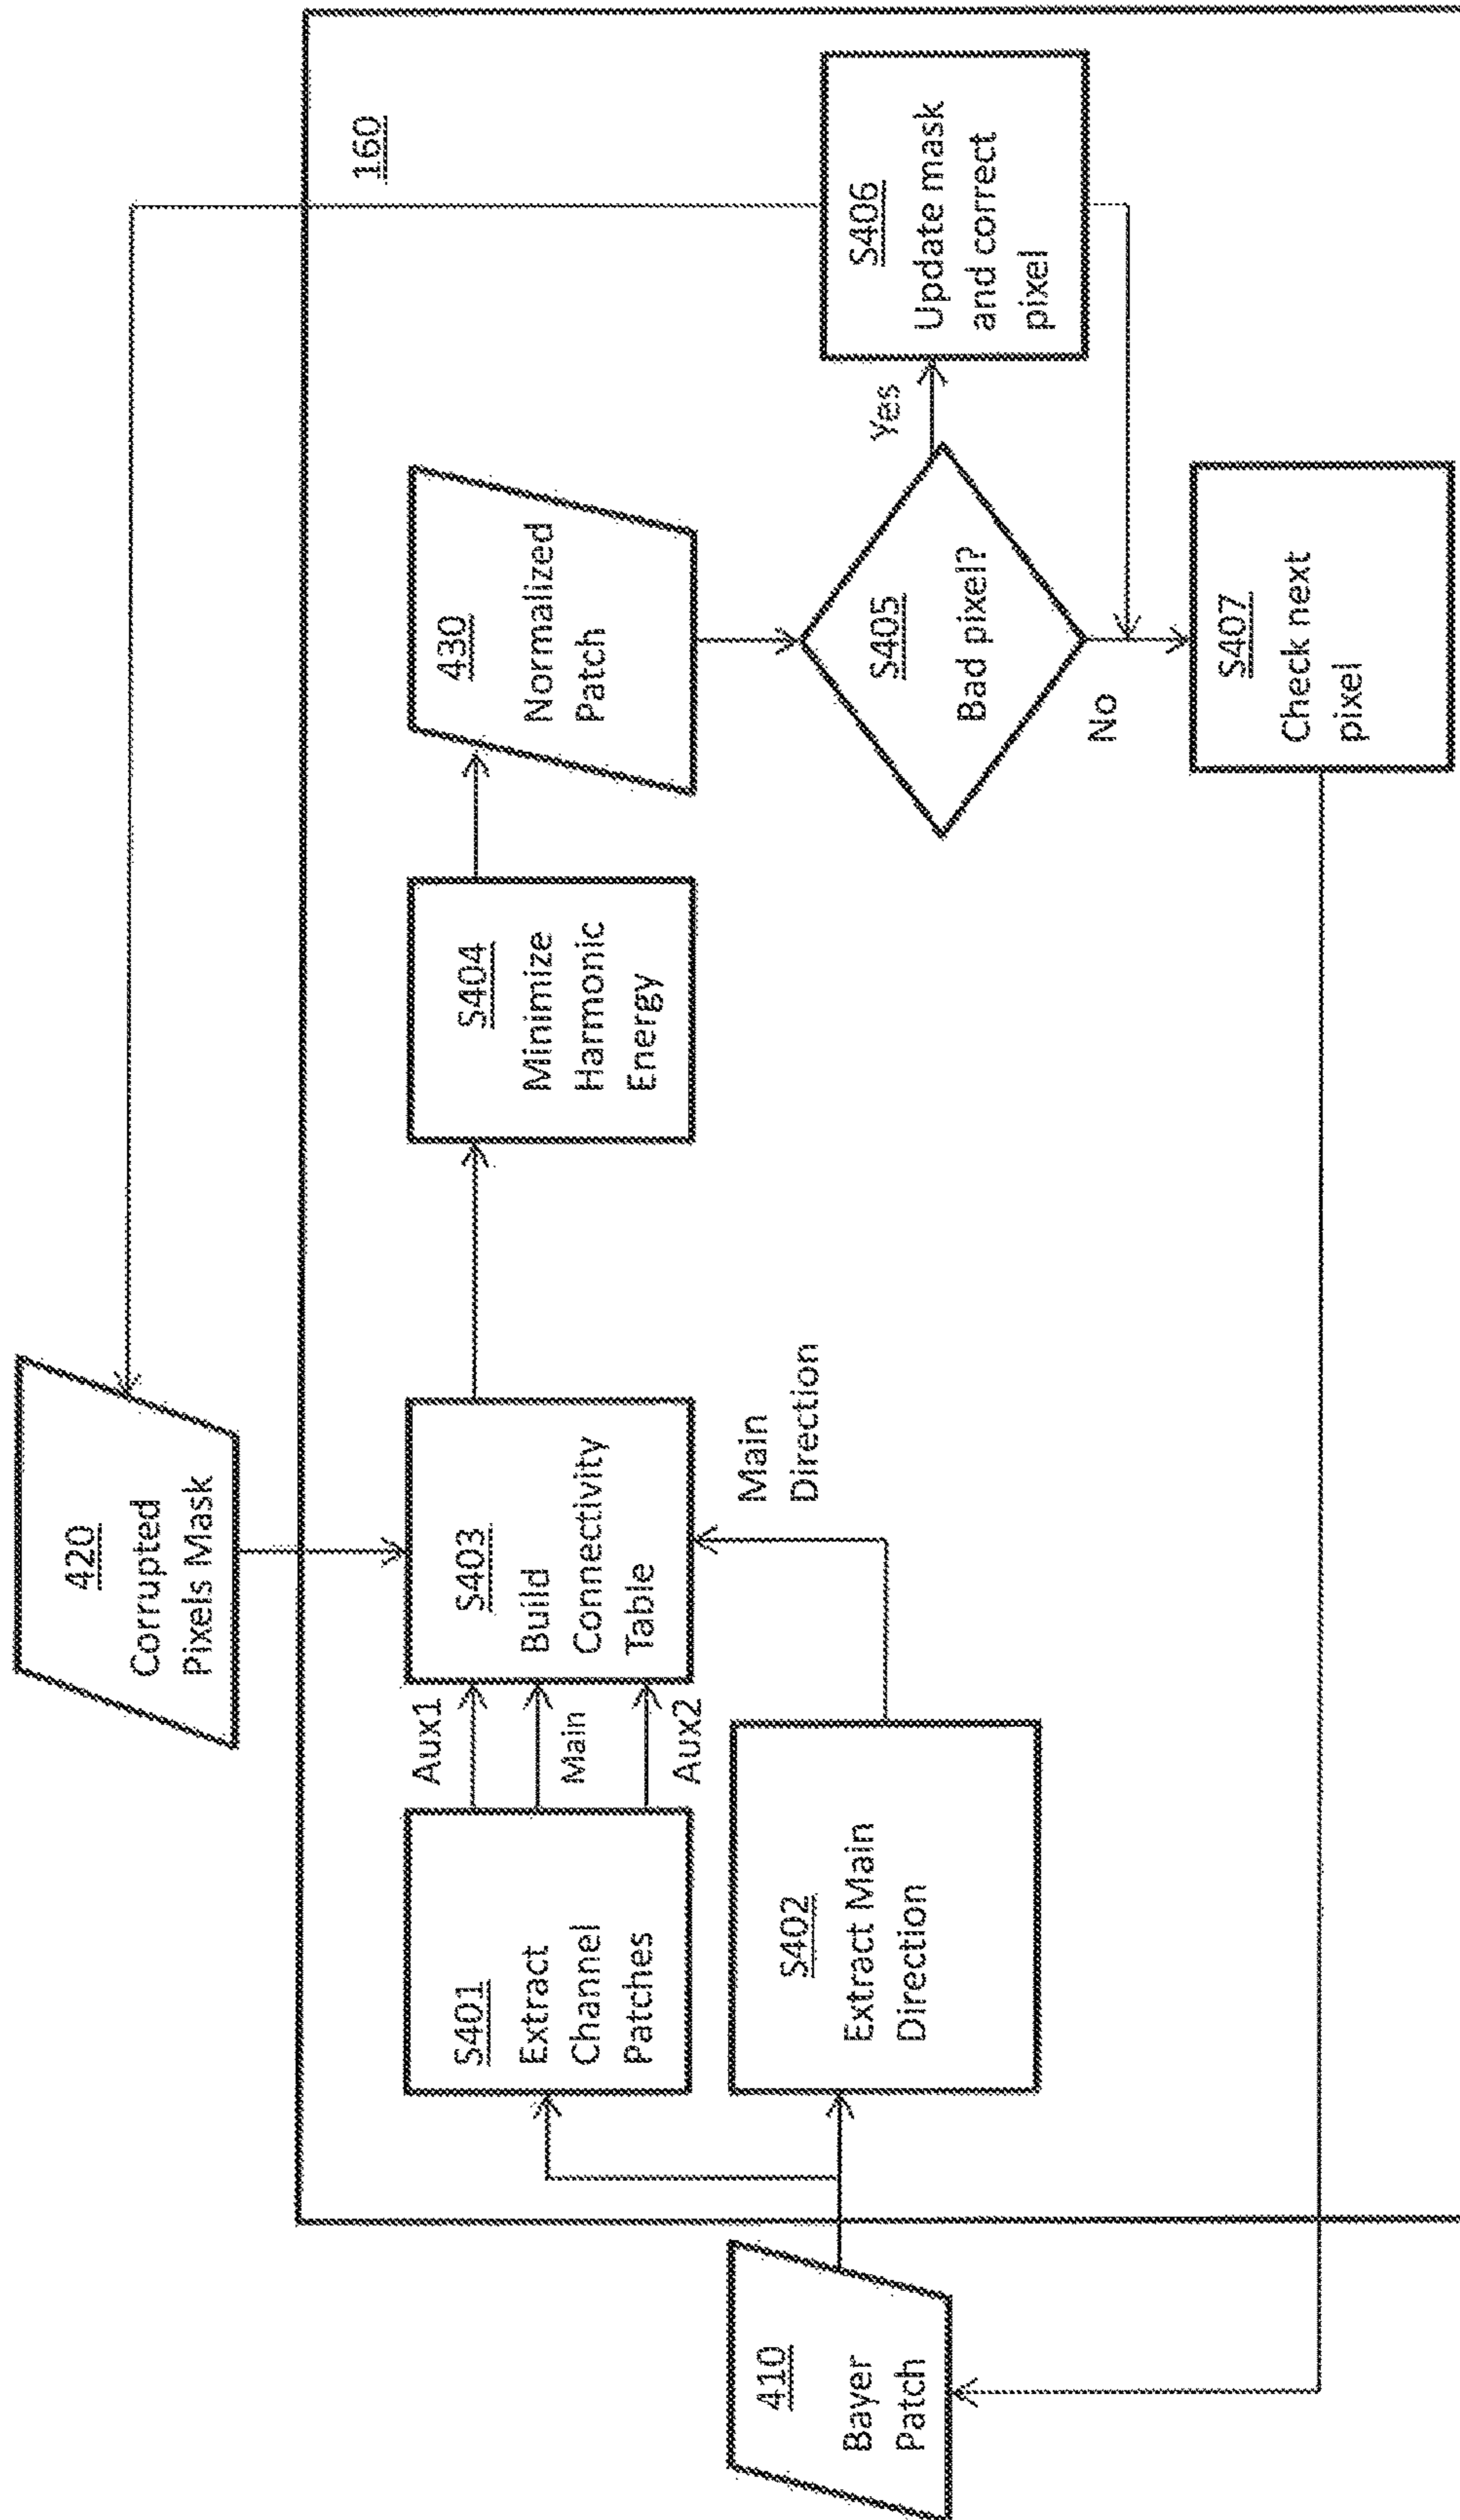 160
420
Corrupted
Pixels Mask
410
Bayer
Patch
S401
Extract
Channel
Patches
Aux1
Main
Aux2
S402
Extract Main
Direction
Main
Direction
S403
Build
Connectivity
Table
S404
Minimize
Harmonic
Energy
430
Normalized
Patch
S405
Bad pixel?
Yes
No
S406
Update mask
and correct
pixel
S407
Check next
pixel